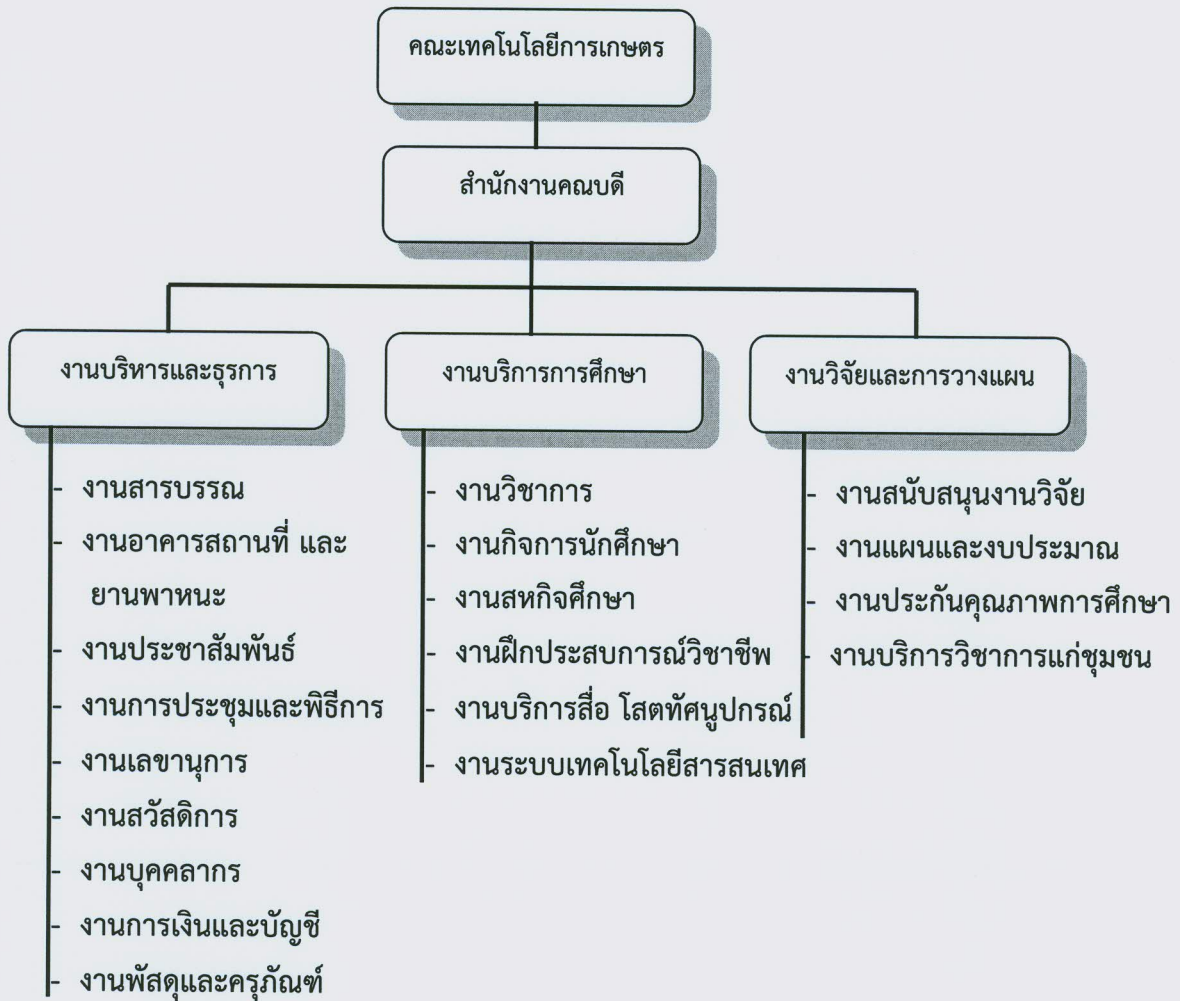 คณะเทคโนโลยีการเกษตร
สำนักงานคณบดี
งานบริหารและธุรการ
- งานสารบรรณ
- งานอาคารสถานที่ และ
ยานพาหนะ
- งานประชาสัมพันธ์
- งานการประชุมและพิธีการ
- งานเลขานุการ
- งานสวัสดิการ
- งานบุคคลากร
- งานการเงินและบัญชี
- งานพัสดุและครุภัณฑ์
งานบริการการศึกษา
- งานวิชาการ
- งานกิจการนักศึกษา
- งานสหกิจศึกษา
- งานฝึกประสบการณ์วิชาชีพ
- งานบริการสื่อ โสตทัศนูปกรณ์
- งานระบบเทคโนโลยีสารสนเทศ
งานวิจัยและการวางแผน
- งานสนับสนุนงานวิจัย
- งานแผนและงบประมาณ
- งานประกันคุณภาพการศึกษา
- งานบริการวิชาการแก่ชุมชน